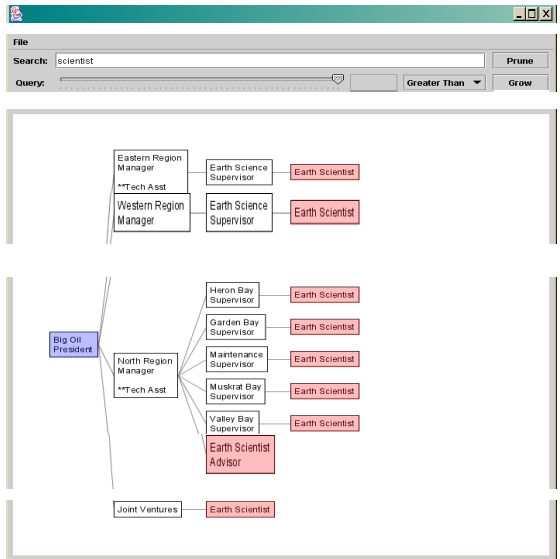 File
Search: scientist Prune
Query: Greater Than Grow
Eastern Region
Manager
**Tech Asst
Earth Science
Supervisor
Earth Scientist
Western Region
Manager
Earth Science
Supervisor
Earth Scientist
Big Oil
President
North Region
Manager
**Tech Asst
Heron Bay
Supervisor
Earth Scientist
Garden Bay
Supervisor
Earth Scientist
Maintenance
Supervisor
Earth Scientist
Muskrat Bay
Supervisor
Earth Scientist
Valley Bay
Supervisor
Earth Scientist
Earth Scientist
Advisor
Joint Ventures
Earth Scientist